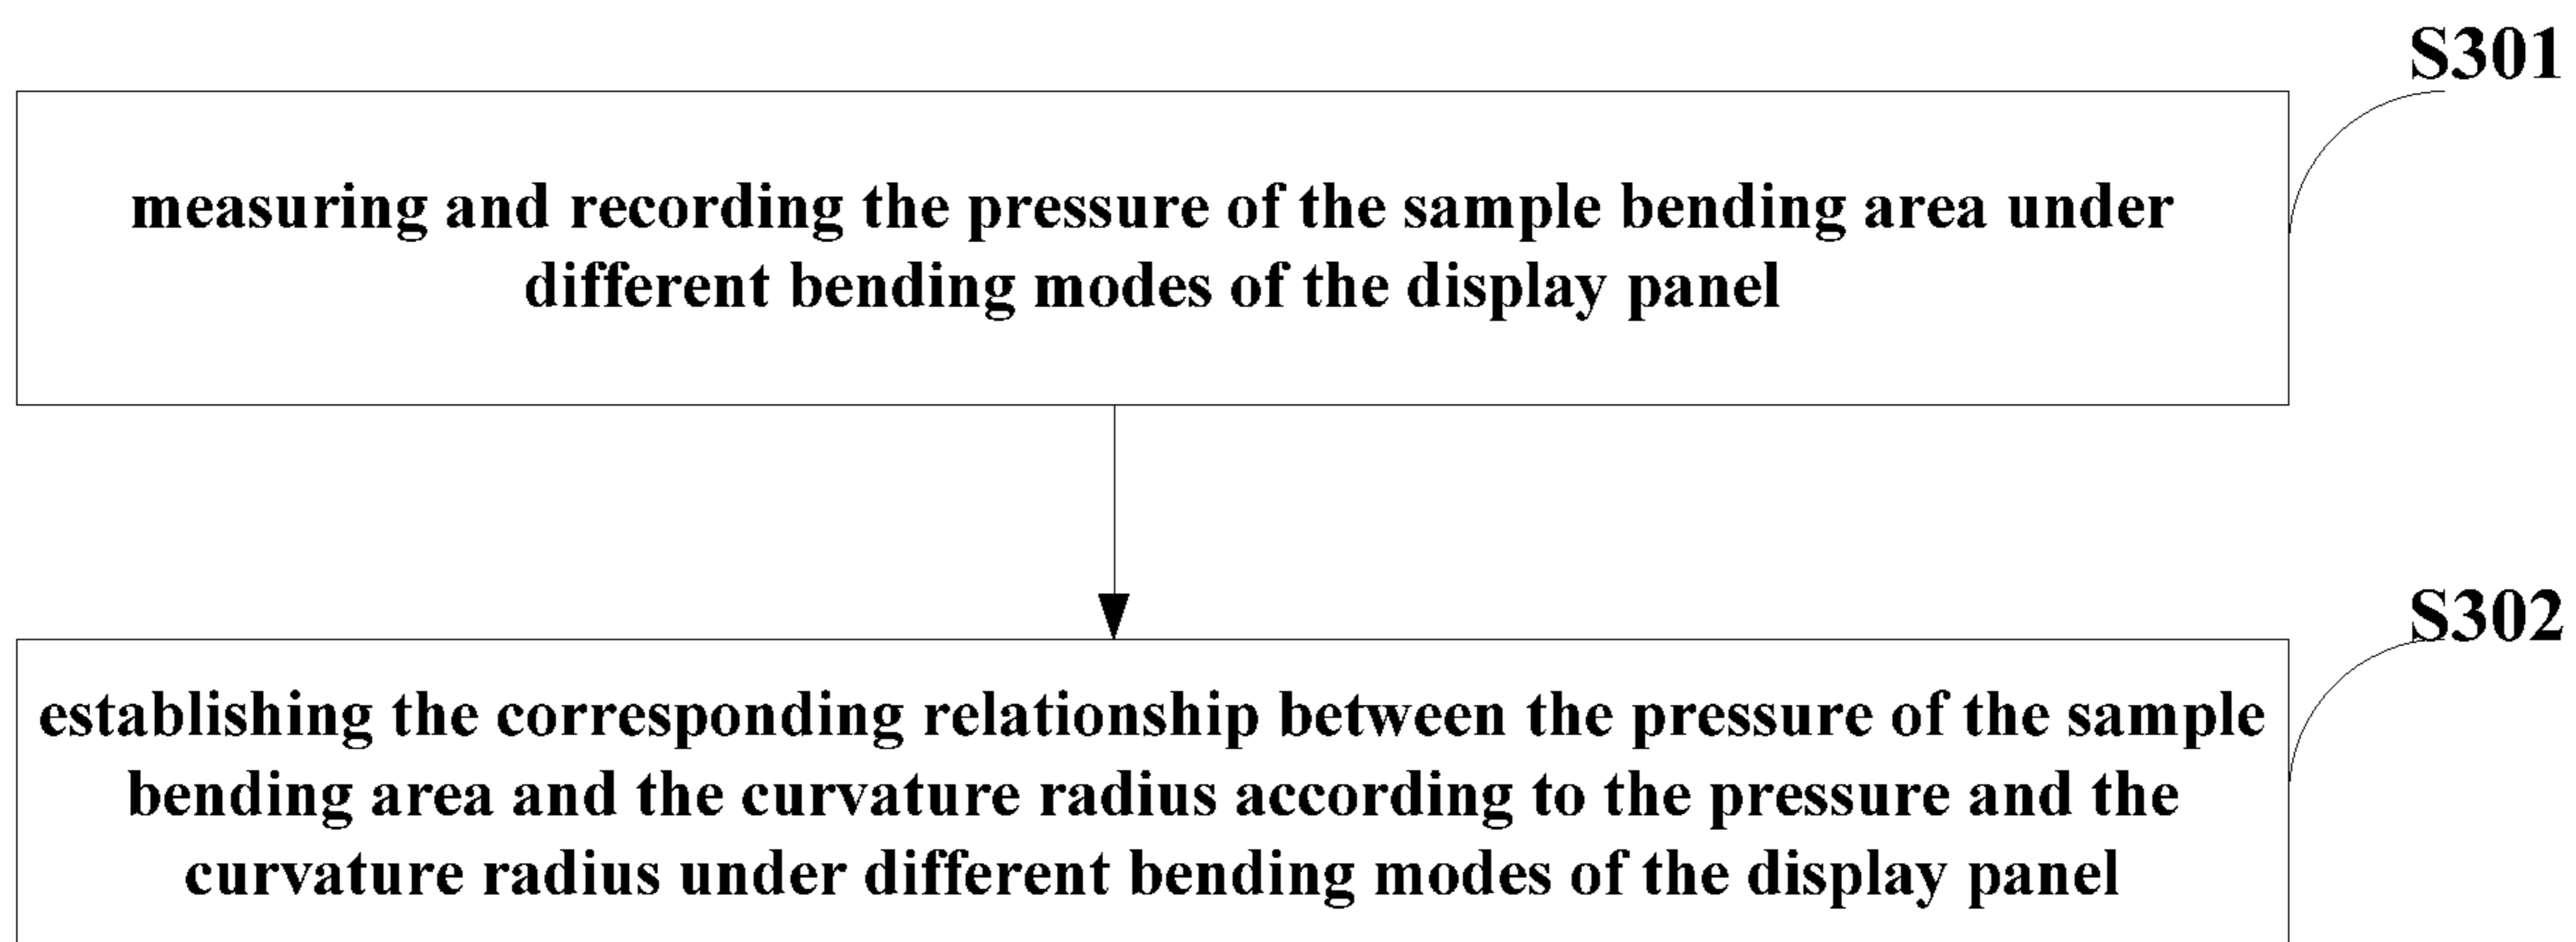 S301
measuring and recording the pressure of the sample bending area under
different bending modes of the display panel
S302
establishing the corresponding relationship between the pressure of the sample
bending area and the curvature radius according to the pressure and the
curvature radius under different bending modes of the display panel